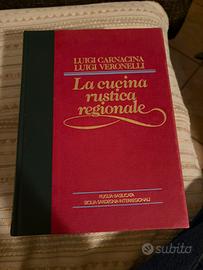 LUIGI CARNACINA
LUIGI VERONELLI
La cucina
rustica
regionale
PUGLIA-BASILICATA
SICILIA-SARDEGNA-INTERREGIONALI
subito